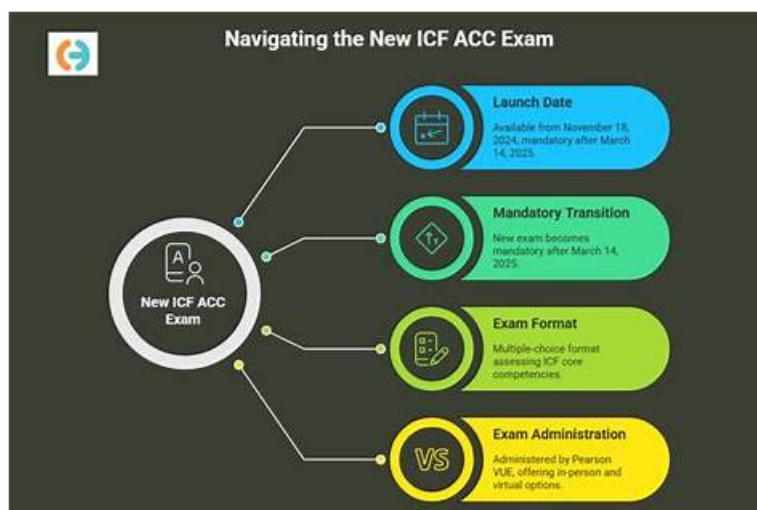 Navigating the New ICF ACC Exam
Launch Date
Available from November 18,
2024, mandatory after March
14, 2025.
Mandatory Transition
New exam becomes
mandatory after March 14,
2025.
A
New ICF ACC
Exam
Exam Format
Multiple-choice format
assessing ICF core
competencies.
Exam Administration
VS
Administered by Pearson
VUE, offering in-person and
virtual options.